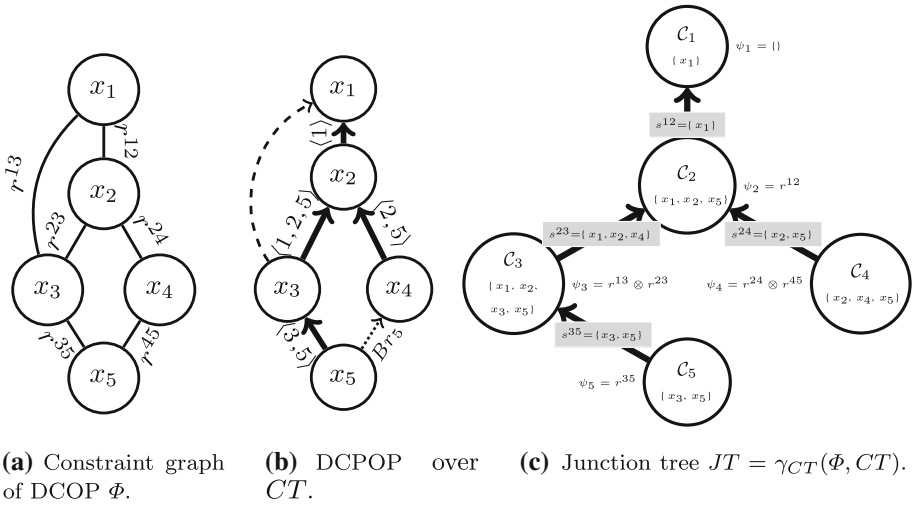 x₁
r¹³
r¹²
x₂
r²³
r²⁴
x₃
x₄
r³⁵
r⁴⁵
x₅
x₁
⟨1⟩
x₂
⟨1, 2, 5⟩
⟨2, 5⟩
x₃
x₄
⟨3, 5⟩
Br₅
x₅
C₁
{ x₁}
ψ₁ = {}
s¹²={ x₁}
C₂
{ x₁, x₂, x₅}
ψ₂ = r¹²
s²³={ x₁, x₂, x₄}
s²⁴={ x₂, x₅}
C₃
{ x₁, x₂,
x₃, x₅}
ψ₃ = r¹³ ⊗ r²³
ψ₄ = r²⁴ ⊗ r⁴⁵
C₄
{ x₂, x₄, x₅}
s³⁵={ x₃, x₅}
C₅
{ x₃, x₅}
ψ₅ = r³⁵
(a) Constraint graph
of DCOP Φ.
(b) DCPOP over
CT.
(c) Junction tree JT = γ_CT(Φ, CT).